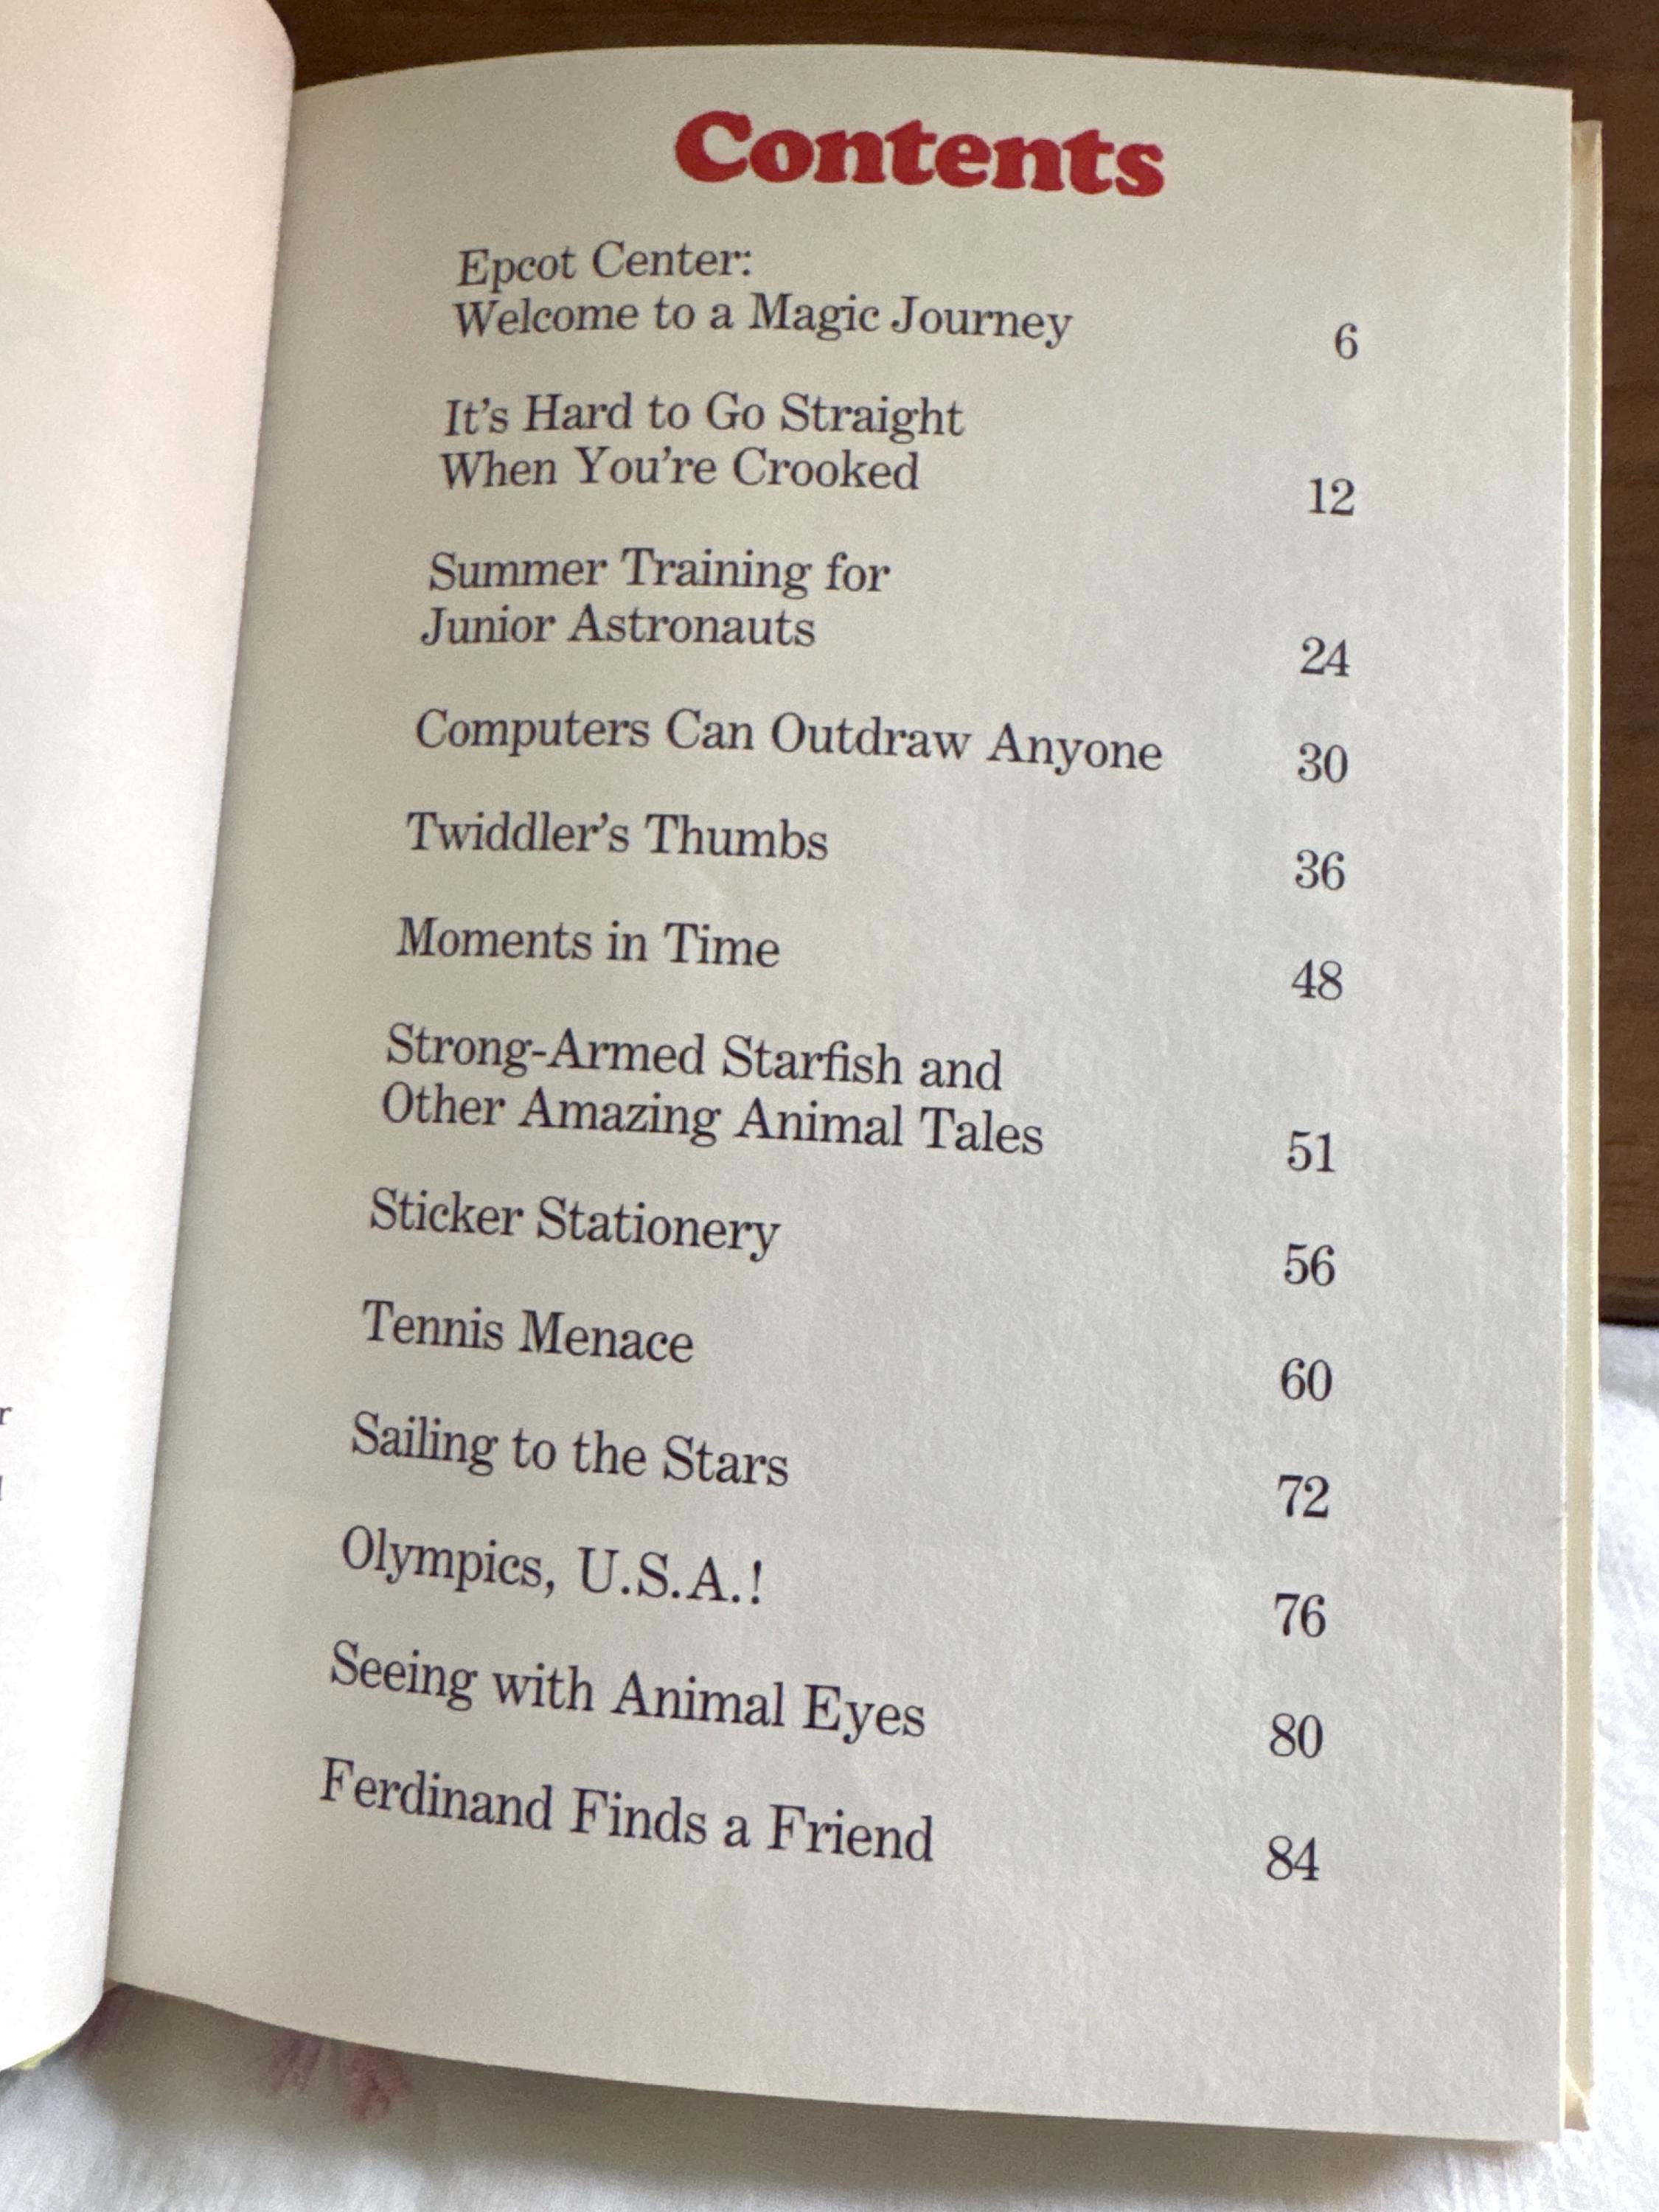 Contents
Epcot Center:
Welcome to a Magic Journey 6
It's Hard to Go Straight
When You're Crooked 12
Summer Training for
Junior Astronauts 24
Computers Can Outdraw Anyone 30
Twiddler's Thumbs 36
Moments in Time 48
Strong-Armed Starfish and
Other Amazing Animal Tales 51
Sticker Stationery 56
Tennis Menace 60
Sailing to the Stars 72
Olympics, U.S.A.! 76
Seeing with Animal Eyes 80
Ferdinand Finds a Friend 84